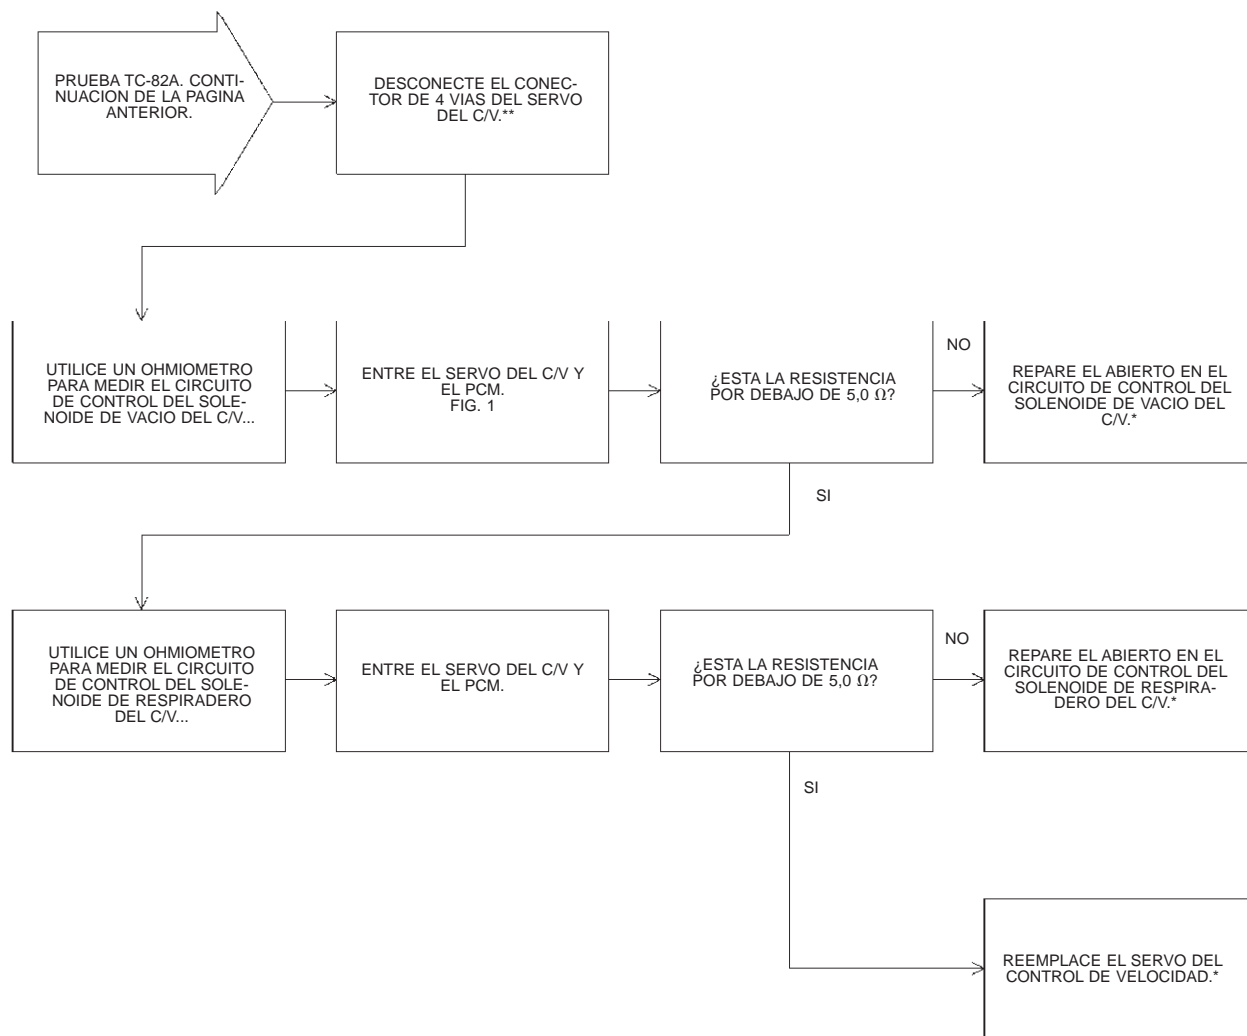 PRUEBA TC-82A. CONTI-
NUACION DE LA PAGINA
ANTERIOR.
DESCONECTE EL CONEC-
TOR DE 4 VIAS DEL SERVO
DEL C/V.**
UTILICE UN OHMIOMETRO
PARA MEDIR EL CIRCUITO
DE CONTROL DEL SOLE-
NOIDE DE VACIO DEL C/V...
ENTRE EL SERVO DEL C/V Y
EL PCM.
FIG. 1
¿ESTA LA RESISTENCIA
POR DEBAJO DE 5,0 Ω?
NO
REPARE EL ABIERTO EN EL
CIRCUITO DE CONTROL DEL
SOLENOIDE DE VACIO DEL
C/V.*
SI
UTILICE UN OHMIOMETRO
PARA MEDIR EL CIRCUITO
DE CONTROL DEL SOLE-
NOIDE DE RESPIRADERO
DEL C/V...
ENTRE EL SERVO DEL C/V Y
EL PCM.
¿ESTA LA RESISTENCIA
POR DEBAJO DE 5,0 Ω?
NO
REPARE EL ABIERTO EN EL
CIRCUITO DE CONTROL DEL
SOLENOIDE DE RESPIRA-
DERO DEL C/V.*
SI
REEMPLACE EL SERVO DEL
CONTROL DE VELOCIDAD.*